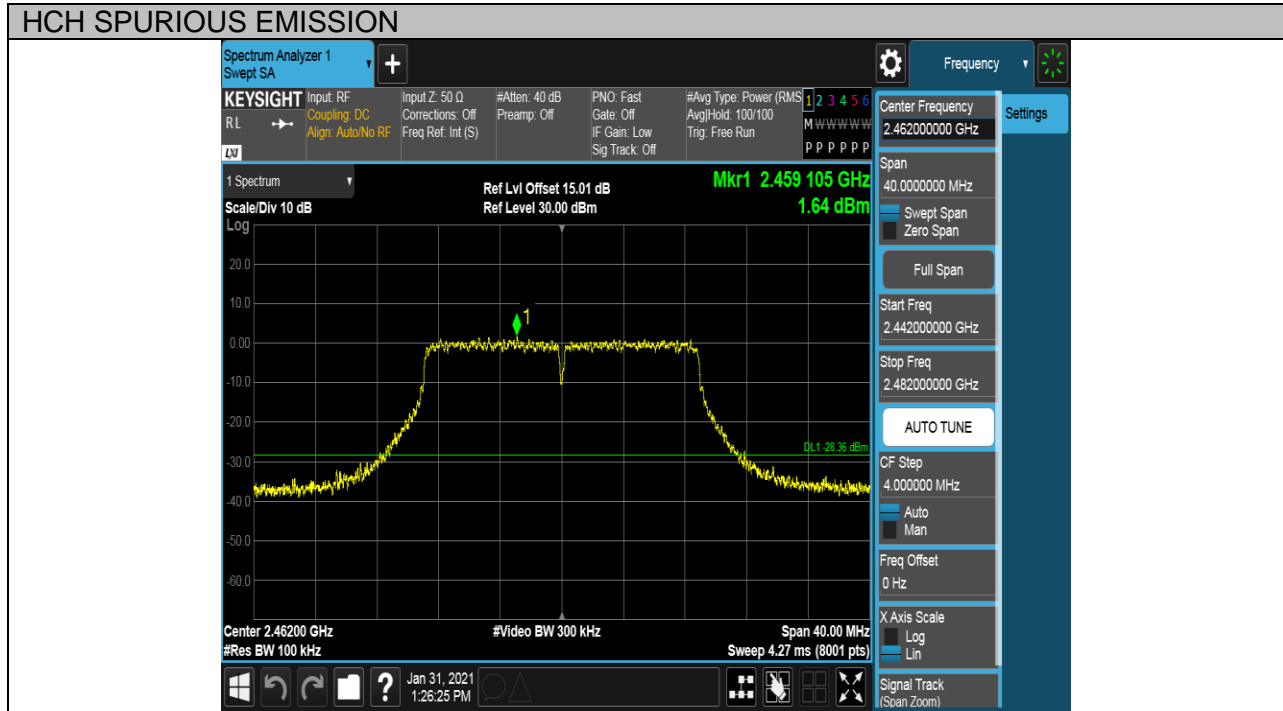 HCH SPURIOUS EMISSION
Spectrum Analyzer 1
Swept SA
+
Frequency
KEYSIGHT
RL
LXI
Input: RF
Coupling: DC
Align: Auto/No RF
Input Z: 50 Ω
Corrections: Off
Freq Ref: Int (S)
#Atten: 40 dB
Preamp: Off
PNO: Fast
Gate: Off
IF Gain: Low
Sig Track: Off
#Avg Type: Power (RMS
Avg|Hold: 100/100
Trig: Free Run
1 2 3 4 5 6
M W W W W W
P P P P P P
1 Spectrum
Scale/Div 10 dB
Ref Lvl Offset 15.01 dB
Ref Level 30.00 dBm
Mkr1 2.459 105 GHz
1.64 dBm
Log
20.0
10.0
0.00
-10.0
-20.0
-30.0
-40.0
-50.0
-60.0
1
DL1 -28.36 dBm
Center 2.46200 GHz
#Res BW 100 kHz
#Video BW 300 kHz
Span 40.00 MHz
Sweep 4.27 ms (8001 pts)
Jan 31, 2021
1:26:25 PM
?
Center Frequency
2.462000000 GHz
Settings
Span
40.0000000 MHz
Swept Span
Zero Span
Full Span
Start Freq
2.442000000 GHz
Stop Freq
2.482000000 GHz
AUTO TUNE
CF Step
4.000000 MHz
Auto
Man
Freq Offset
0 Hz
X Axis Scale
Log
Lin
Signal Track
(Span Zoom)